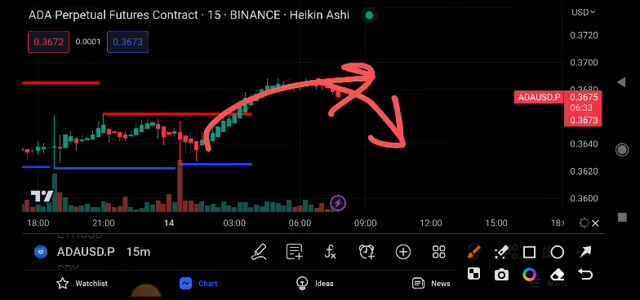 ADA Perpetual Futures Contract · 15 · BINANCE · Heikin Ashi
USD
0.3672 0.0001 0.3673
0.3720
0.3700
0.3680
ADAUSD.P 0.3675
06:33
0.3673
0.3640
0.3620
0.3600
18:00 21:00 14 03:00 06:00 09:00 12:00 15:00
ADAUSD.P 15m
Watchlist Chart Ideas News Menu